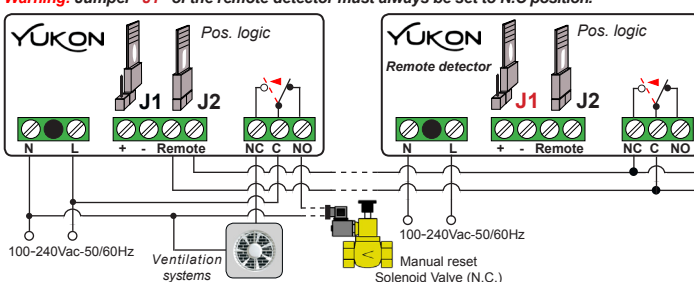 Warning: Jumper "J1" of the remote detector must always be set to N.O position.
YUKON
Pos. logic
J1
J2
N
L
+ - Remote
NC C NO
100-240Vac-50/60Hz
Ventilation
systems
Manual reset
Solenoid Valve (N.C.)
YUKON
Remote detector
Pos. logic
J1
J2
N
L
+ - Remote
NC C NO
100-240Vac-50/60Hz